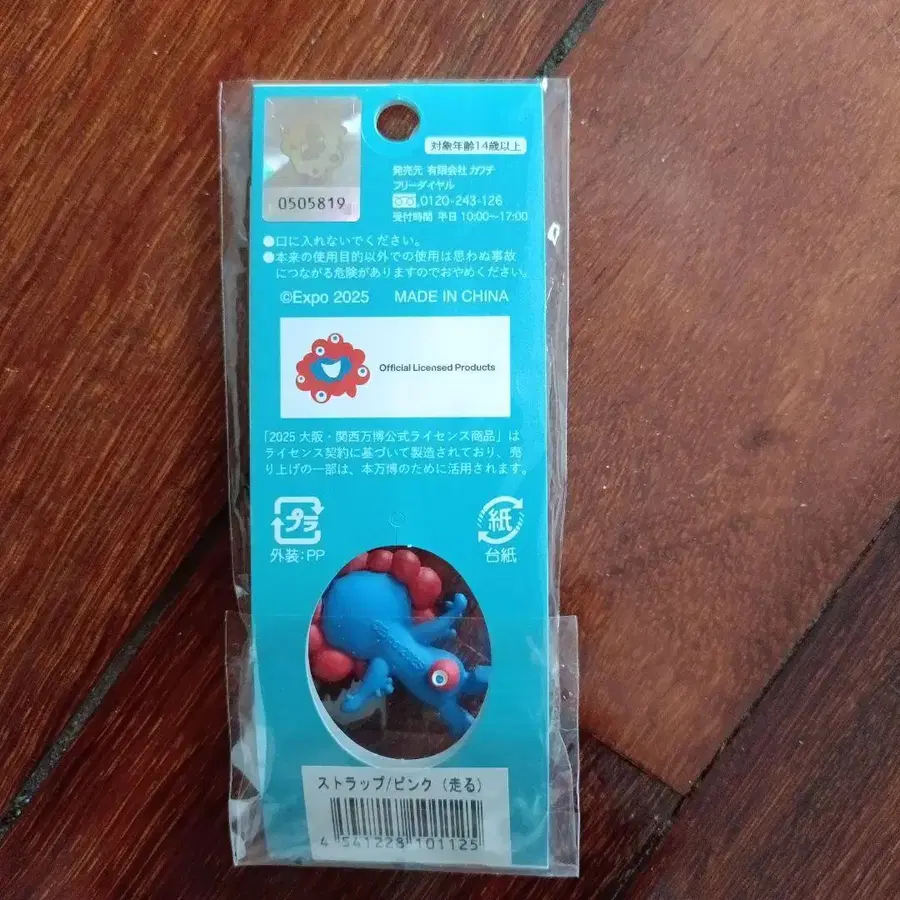 0505819
対象年齢14歳以上
発売元 有限会社 カワチ
フリーダイヤル
0120-243-126
受付時間 平日 10:00～17:00
●口に入れないでください。
●本来の使用目的以外での使用は思わぬ事故
につながる危険がありますのでおやめください。
©Expo 2025 MADE IN CHINA
Official Licensed Products
「2025 大阪・関西万博公式ライセンス商品」は
ライセンス契約に基づいて製造されており、売
り上げの一部は、本万博のために活用されます。
プラ
外装:PP
紙
台紙
ストラップ/ピンク (走る)
4 541228 101125